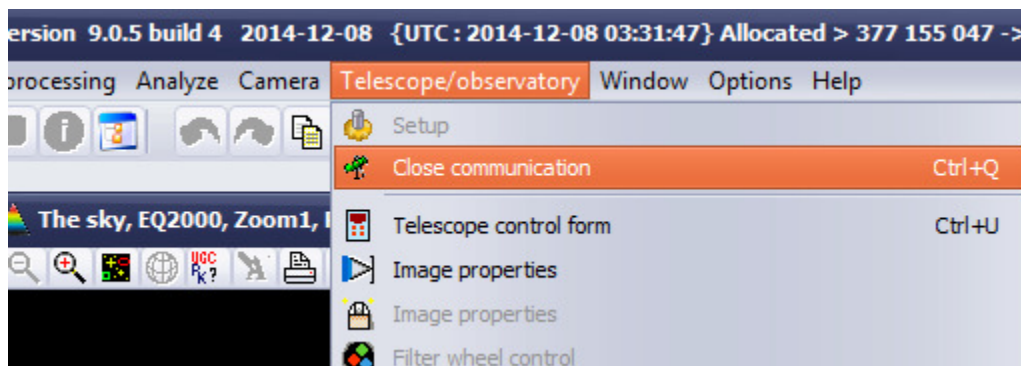 ersion 9.0.5 build 4 2014-12-08 {UTC : 2014-12-08 03:31:47} Allocated > 377 155 047 ->
processing Analyze Camera Telescope/observatory Window Options Help
Setup
Close communication Ctrl+Q
The sky, EQ2000, Zoom1,
Telescope control form Ctrl+U
UGC
Image properties
Image properties
Filter wheel control